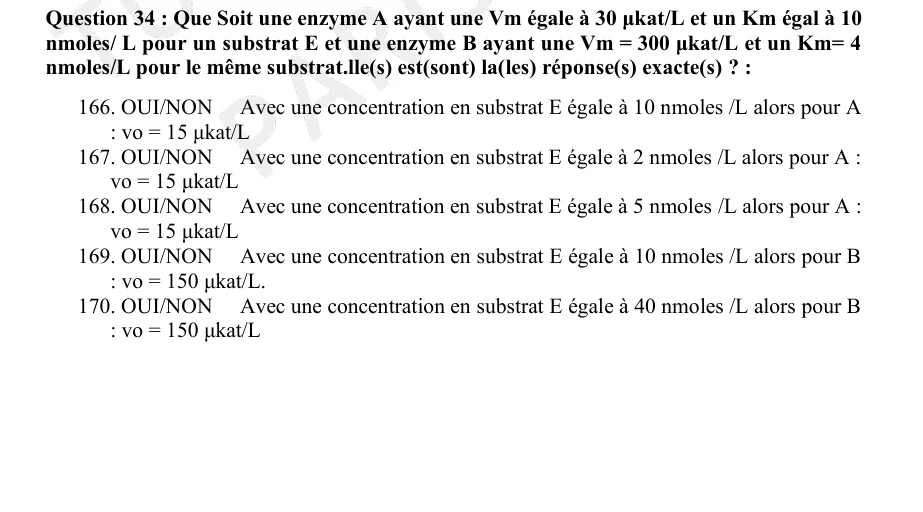 Question 34 : Que Soit une enzyme A ayant une Vm égale à 30 μkat/L et un Km égal à 10
nmoles/ L pour un substrat E et une enzyme B ayant une Vm = 300 μkat/L et un Km= 4
nmoles/L pour le même substrat.lle(s) est(sont) la(les) réponse(s) exacte(s) ? :
166. OUI/NON Avec une concentration en substrat E égale à 10 nmoles /L alors pour A
: vo = 15 μkat/L
167. OUI/NON Avec une concentration en substrat E égale à 2 nmoles /L alors pour A :
vo = 15 μkat/L
168. OUI/NON Avec une concentration en substrat E égale à 5 nmoles /L alors pour A :
vo = 15 μkat/L
169. OUI/NON Avec une concentration en substrat E égale à 10 nmoles /L alors pour B
: vo = 150 μkat/L.
170. OUI/NON Avec une concentration en substrat E égale à 40 nmoles /L alors pour B
: vo = 150 μkat/L